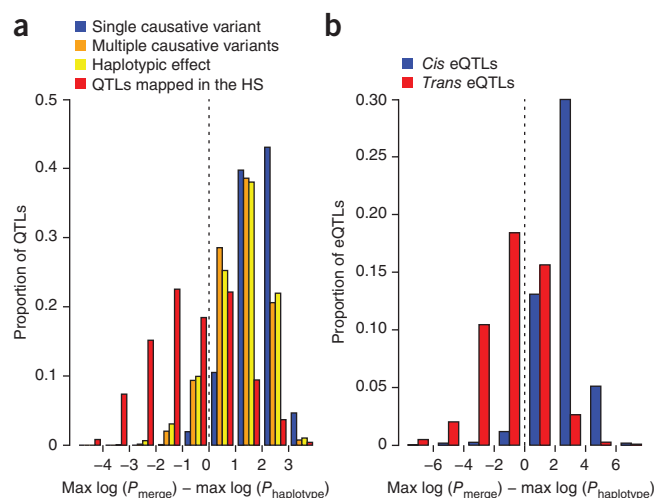 a
Single causative variant
Multiple causative variants
Haplotypic effect
QTLs mapped in the HS
0.5
0.4
0.3
0.2
0.1
0
Proportion of QTLs
−4 −3 −2 −1 0 1 2 3
Max log (Pmerge) − max log (Phaplotype)
b
Cis eQTLs
Trans eQTLs
0.30
0.25
0.20
0.15
0.10
0.05
0
Proportion of eQTLs
−6 −4 −2 0 2 4 6
Max log (Pmerge) − max log (Phaplotype)